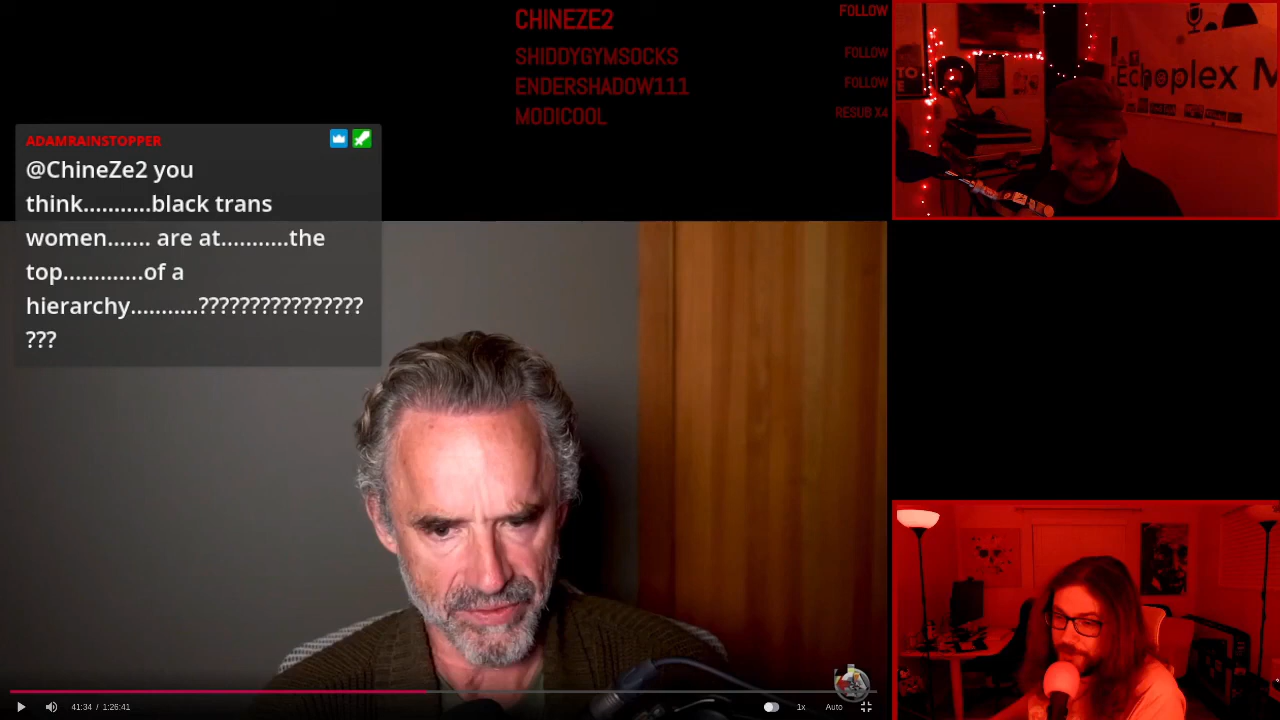 CHINEZE2
FOLLOW
SHIDDYGYMSOCKS
FOLLOW
ENDERSHADOW111
FOLLOW
MODICOOL
RESUB X4
ADAMRAINSTOPPER
@ChineZe2 you
think...........black trans
women....... are at...........the
top.............of a
hierarchy...........????????????????
???
Echoplex M
41:34 / 1:26:41
1x
Auto